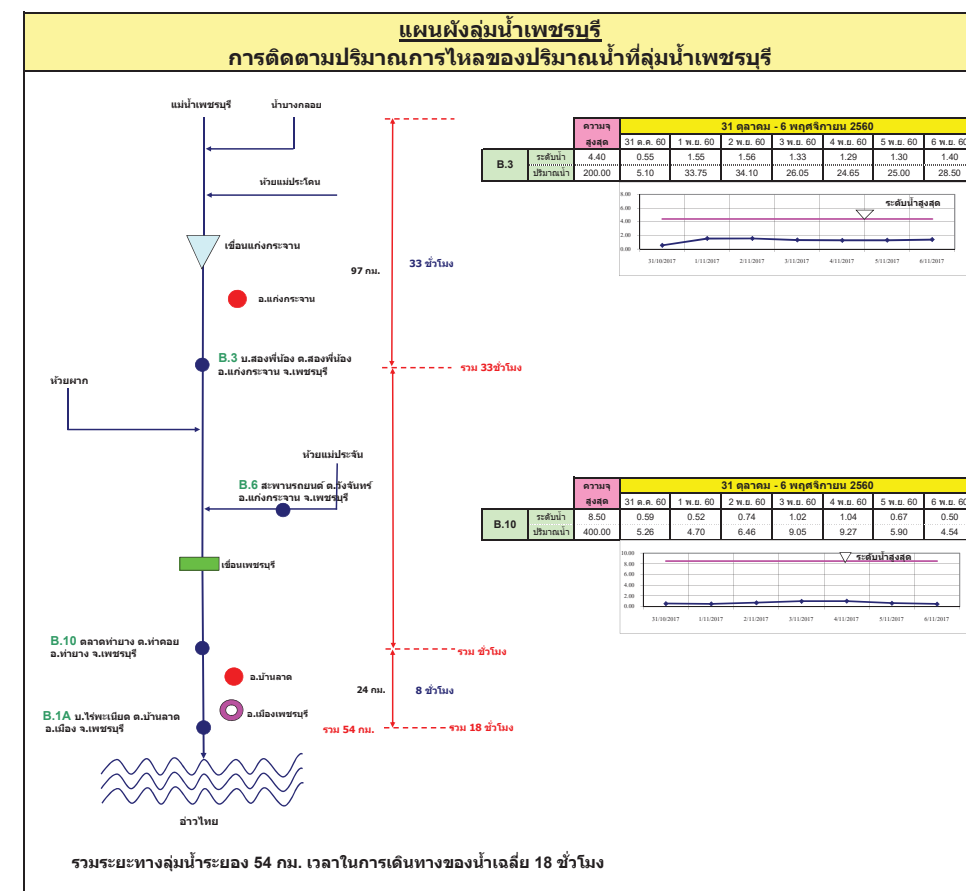 แผนผังลุ่มน้ำเพชรบุรี
การติดตามปริมาณการไหลของปริมาณน้ำที่ลุ่มน้ำเพชรบุรี
แม่น้ำเพชรบุรี น้ำบางกลอย
ห้วยแม่ประโดน
เขื่อนแก่งกระจาน
97 กม. 33 ชั่วโมง
อ.แก่งกระจาน
B.3 บ.สองพี่น้อง ต.สองพี่น้อง
อ.แก่งกระจาน จ.เพชรบุรี
รวม 33ชั่วโมง
ห้วยผาก
ห้วยแม่ประจัน
B.6 สะพานรถยนต์ ต.วังจันทร์
อ.แก่งกระจาน จ.เพชรบุรี
เขื่อนเพชรบุรี
B.10 ตลาดท่ายาง ต.ท่าคอย
อ.ท่ายาง จ.เพชรบุรี
รวม ชั่วโมง
อ.บ้านลาด
24 กม. 8 ชั่วโมง
อ.เมืองเพชรบุรี
B.1A บ.ไร่พะเนียด ต.บ้านลาด
อ.เมือง จ.เพชรบุรี
รวม 54 กม. รวม 18 ชั่วโมง
อ่าวไทย
ความจุ 31 ตุลาคม - 6 พฤศจิกายน 2560
สูงสุด 31 ต.ค. 60 1 พ.ย. 60 2 พ.ย. 60 3 พ.ย. 60 4 พ.ย. 60 5 พ.ย. 60 6 พ.ย. 60
B.3
ระดับน้ำ 4.40 0.55 1.55 1.56 1.33 1.29 1.30 1.40
ปริมาณน้ำ 200.00 5.10 33.75 34.10 26.05 24.65 25.00 28.50
8.00
6.00
4.00
2.00
0.00
ระดับน้ำสูงสุด
31/10/2017 1/11/2017 2/11/2017 3/11/2017 4/11/2017 5/11/2017 6/11/2017
ความจุ 31 ตุลาคม - 6 พฤศจิกายน 2560
สูงสุด 31 ต.ค. 60 1 พ.ย. 60 2 พ.ย. 60 3 พ.ย. 60 4 พ.ย. 60 5 พ.ย. 60 6 พ.ย. 60
B.10
ระดับน้ำ 8.50 0.59 0.52 0.74 1.02 1.04 0.67 0.50
ปริมาณน้ำ 400.00 5.26 4.70 6.46 9.05 9.27 5.90 4.54
10.00
8.00
6.00
4.00
2.00
0.00
ระดับน้ำสูงสุด
31/10/2017 1/11/2017 2/11/2017 3/11/2017 4/11/2017 5/11/2017 6/11/2017
รวมระยะทางลุ่มน้ำระยอง 54 กม. เวลาในการเดินทางของน้ำเฉลี่ย 18 ชั่วโมง